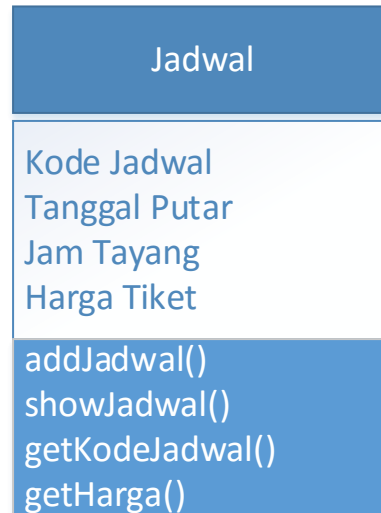 Jadwal
Kode Jadwal
Tanggal Putar
Jam Tayang
Harga Tiket
addJadwal()
showJadwal()
getKodeJadwal()
getHarga()